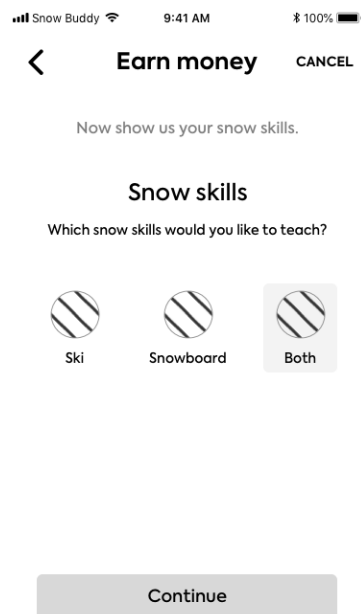 Snow Buddy 9:41 AM 100%
Earn money CANCEL
Now show us your snow skills.
Snow skills
Which snow skills would you like to teach?
Ski Snowboard Both
Continue